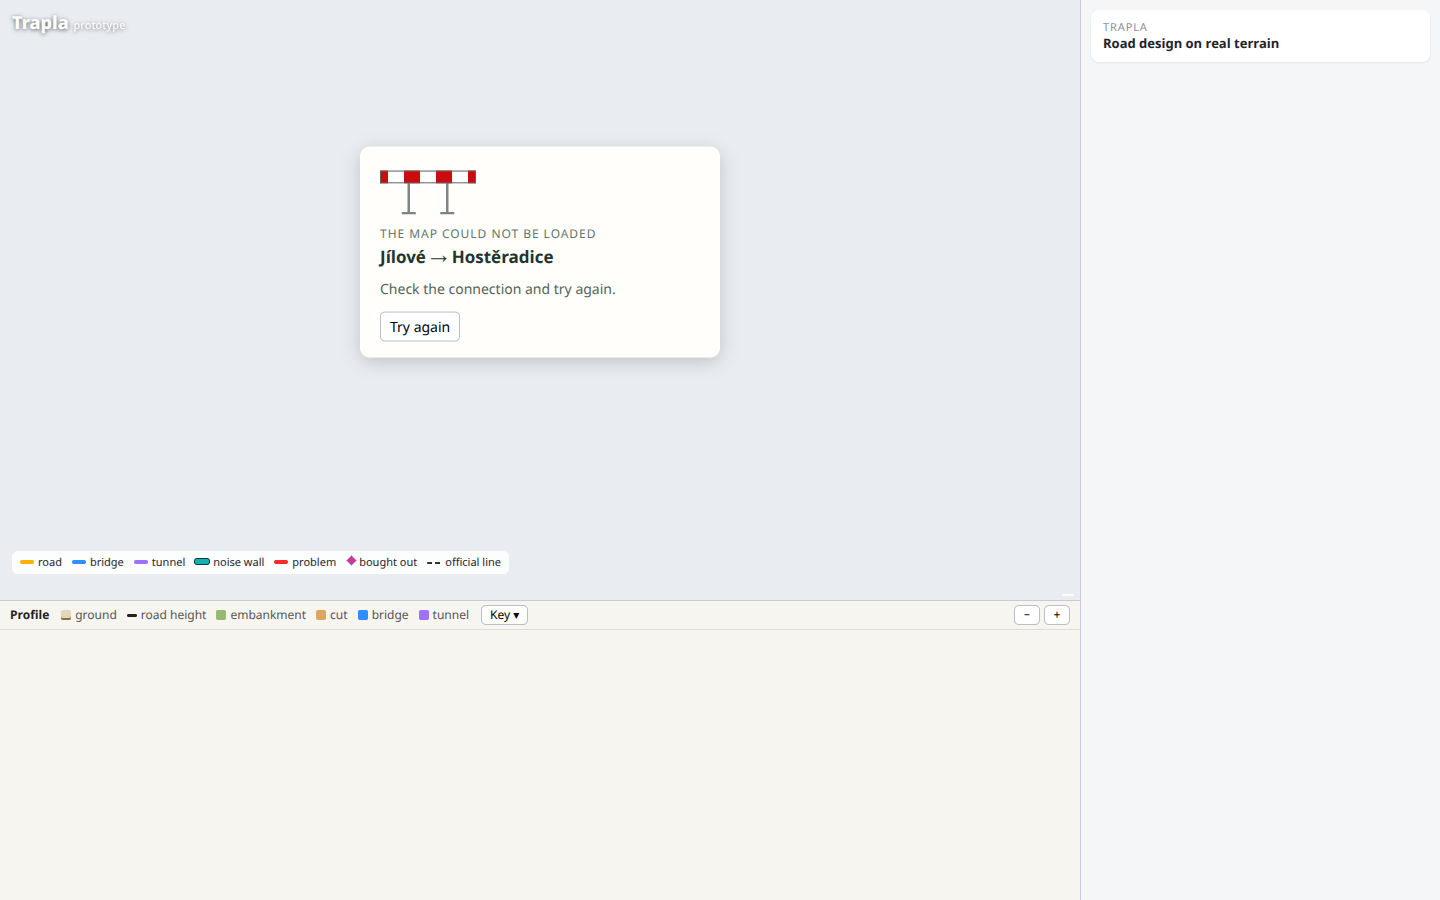 Trapla prototype
TRAPLA
Road design on real terrain
THE MAP COULD NOT BE LOADED
Jílové → Hostěradice
Check the connection and try again.
Try again
road bridge tunnel noise wall problem bought out official line
Profile ground road height embankment cut bridge tunnel Key ▾ − +